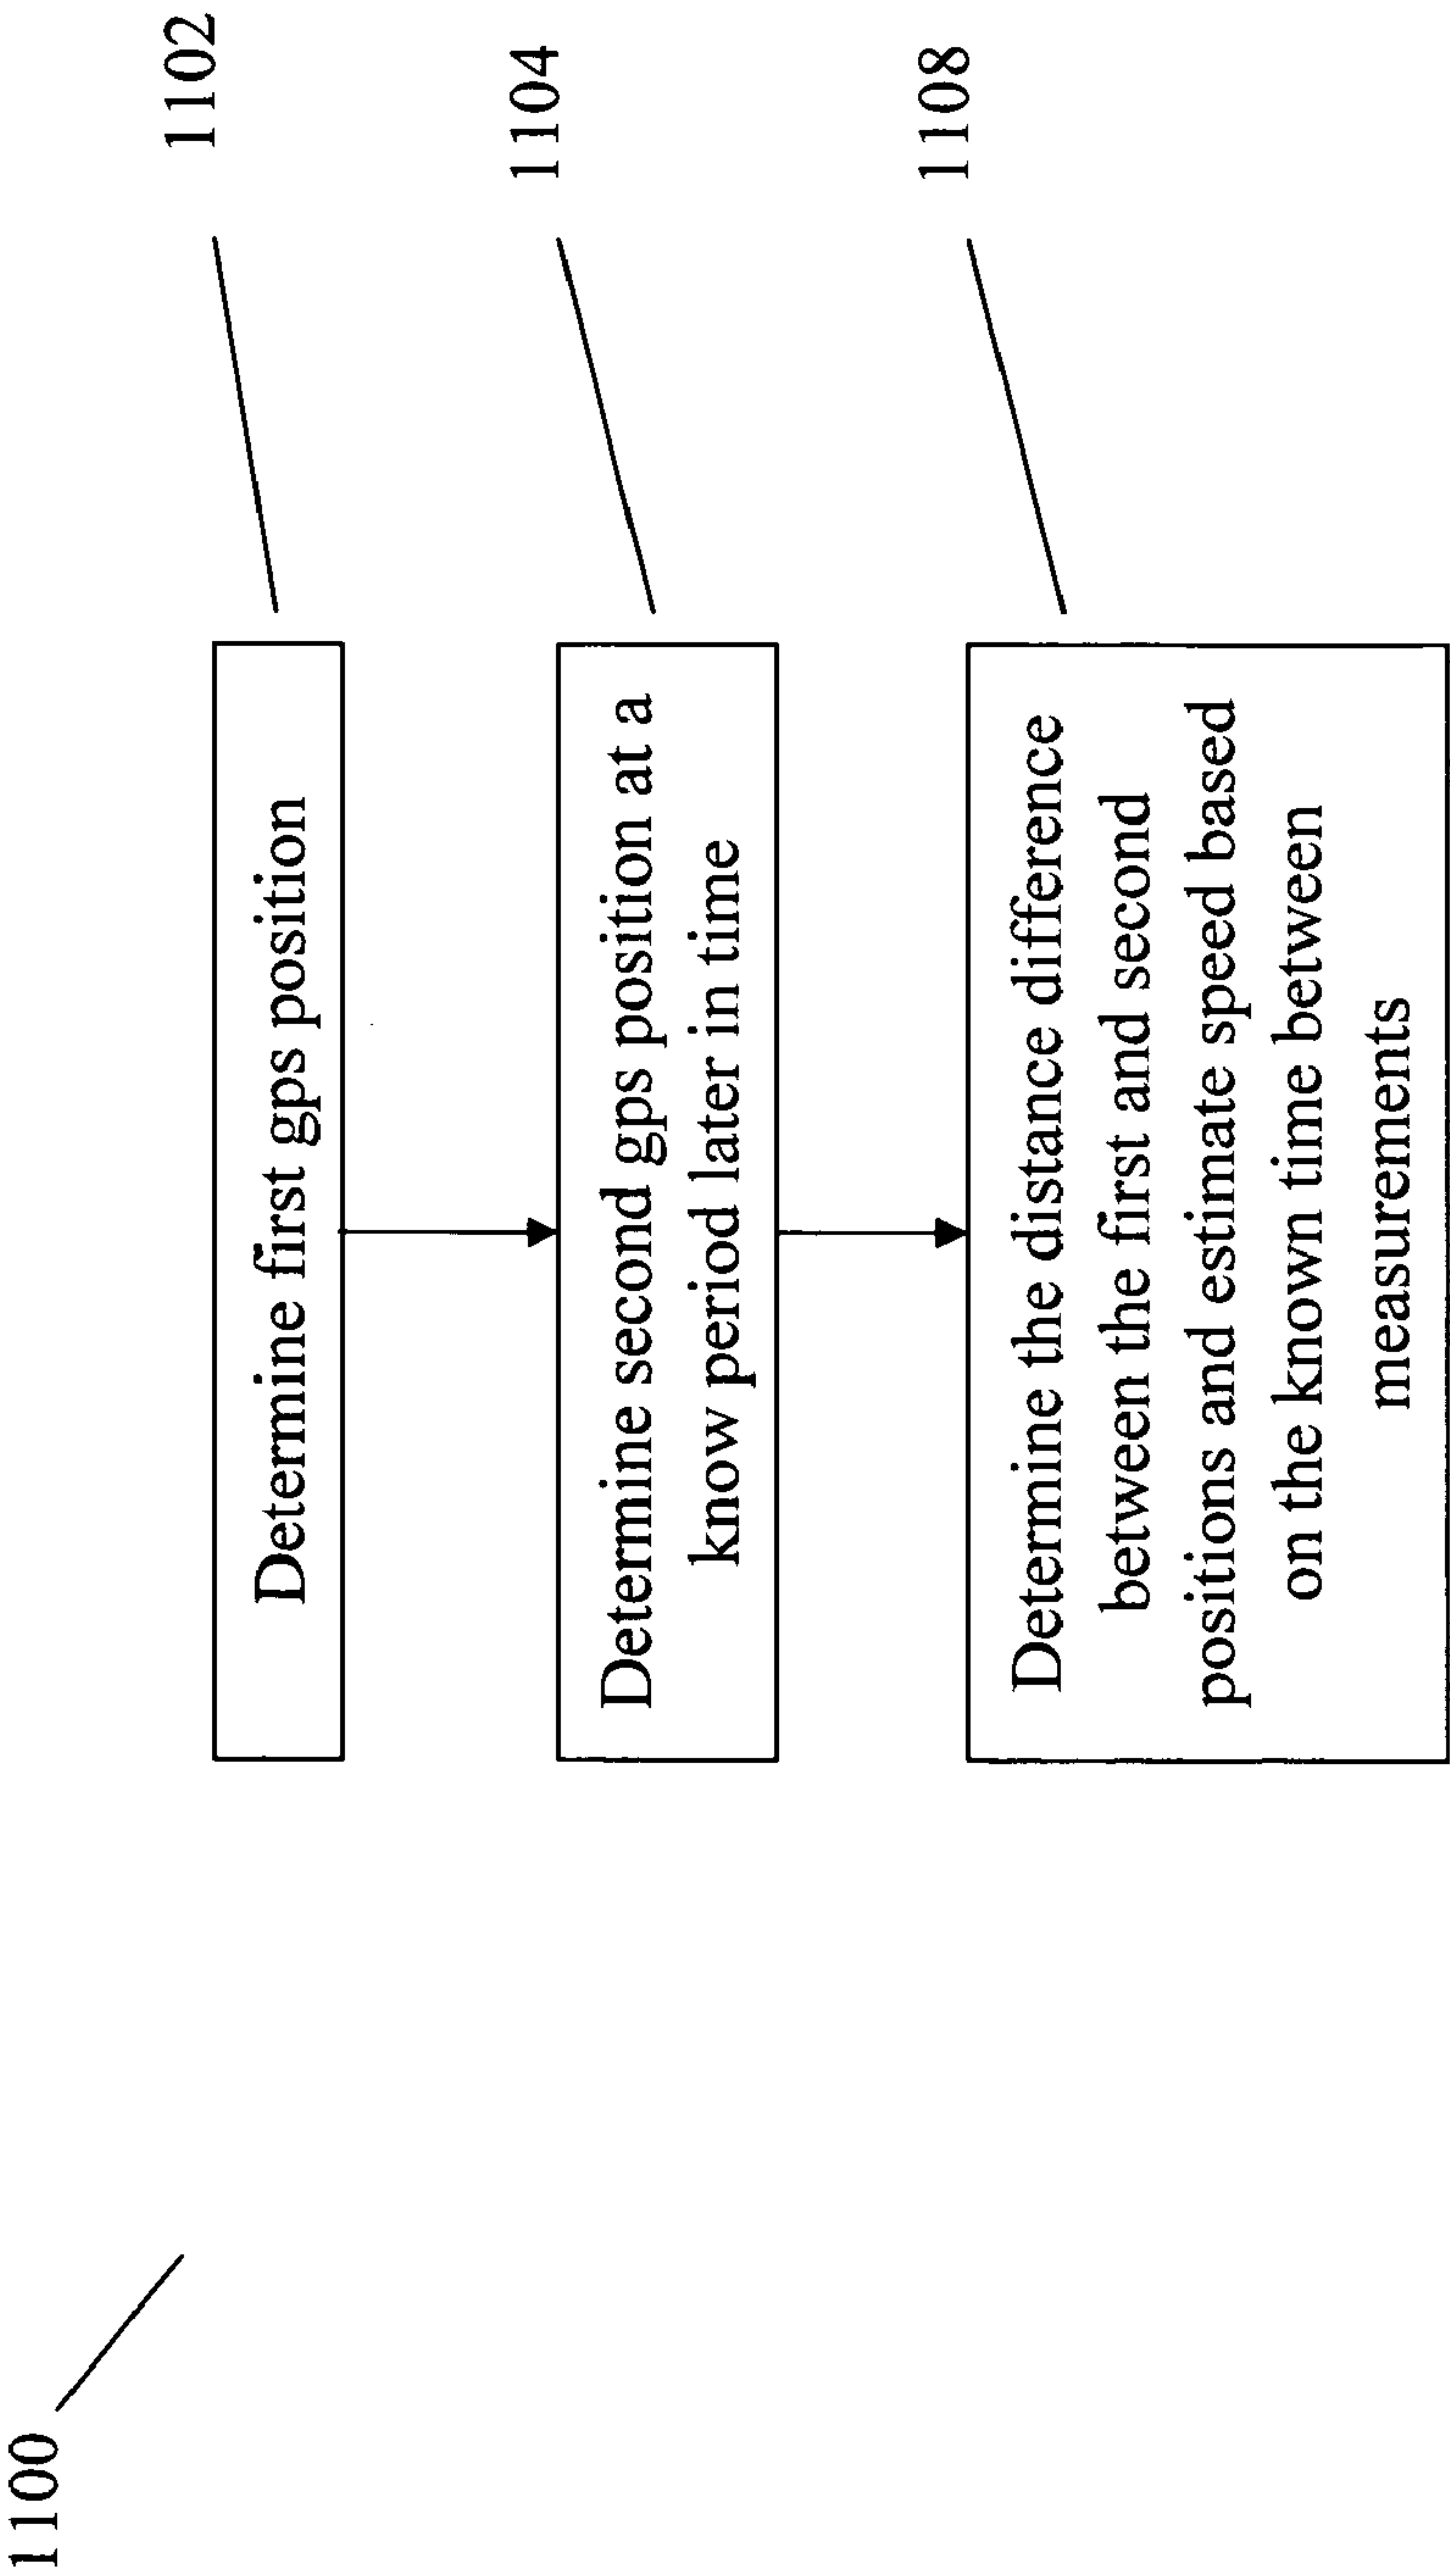 1100
1102
Determine first gps position
1104
Determine second gps position at a
know period later in time
1108
Determine the distance difference
between the first and second
positions and estimate speed based
on the known time between
measurements